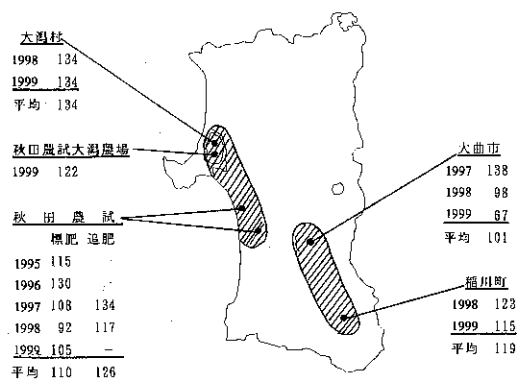 大潟村
1998 134
1999 134
平均 134
秋田農試大潟農場
1999 122
秋田農試
標肥 追肥
1995 115 -
1996 130 -
1997 108 134
1998 92 117
1999 105 -
平均 110 126
大曲市
1997 138
1998 98
1999 67
平均 101
稲川町
1998 123
1999 115
平均 119